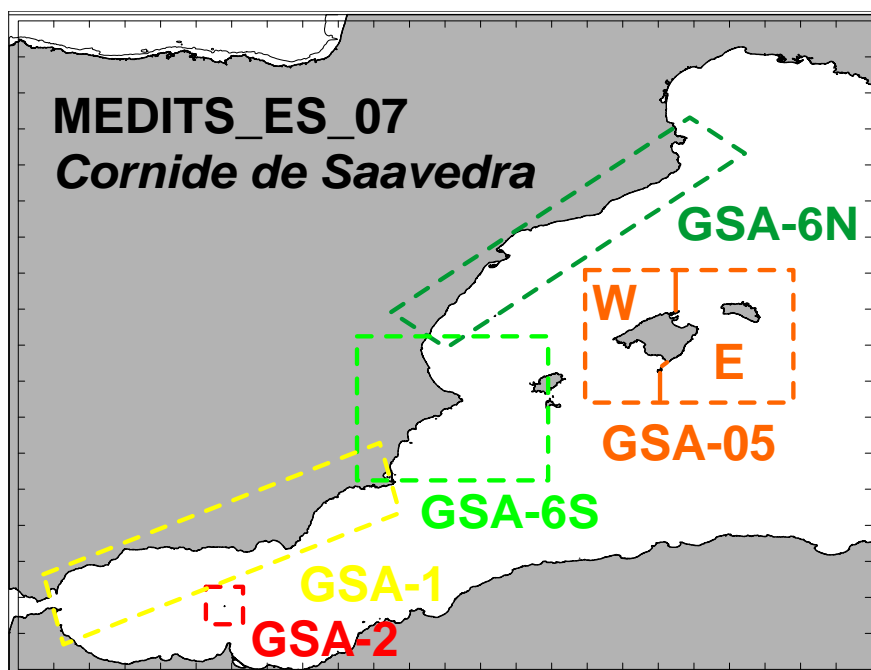 MEDITS_ES_07
Cornide de Saavedra
GSA-6N
W
E
GSA-05
GSA-6S
GSA-1
GSA-2